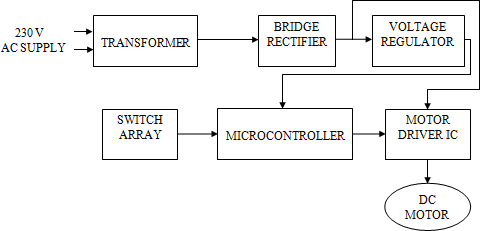 230 V
AC SUPPLY
TRANSFORMER
BRIDGE
RECTIFIER
VOLTAGE
REGULATOR
SWITCH
ARRAY
MICROCONTROLLER
MOTOR
DRIVER IC
DC
MOTOR